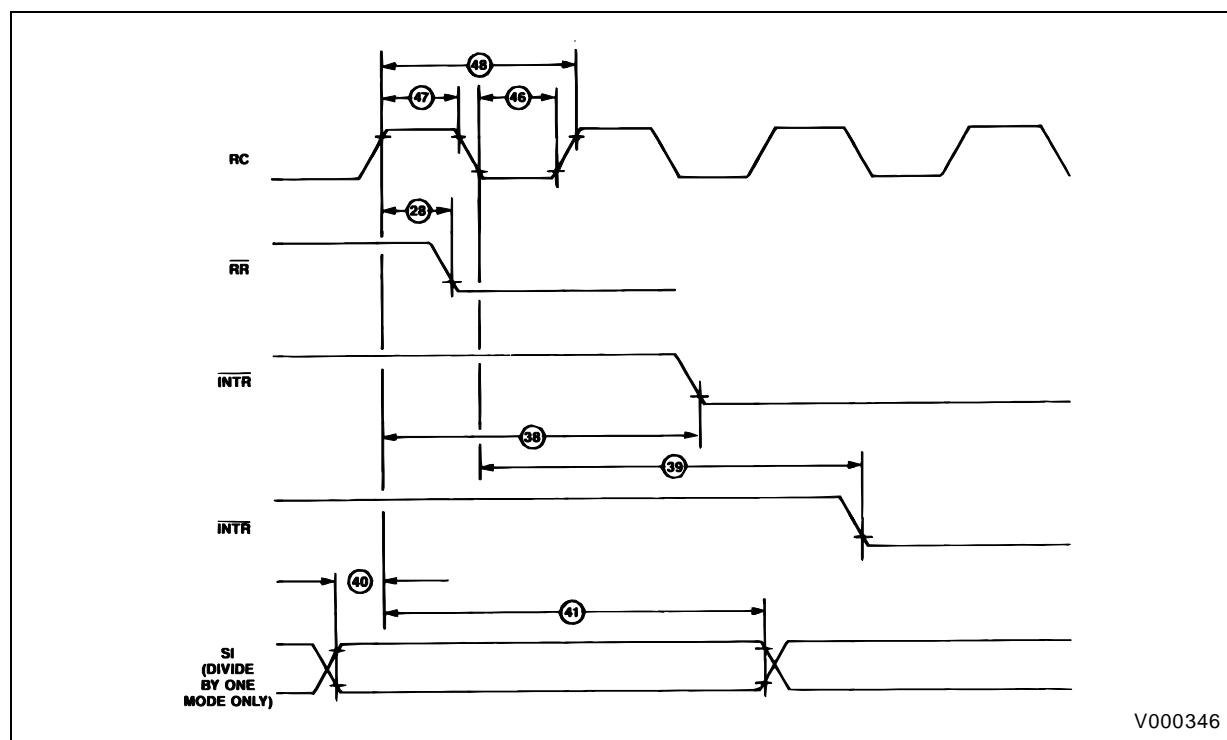 48
47
46
RC
28
RR
INTR
38
39
INTR
40
41
SI
(DIVIDE
BY ONE
MODE ONLY)
V000346